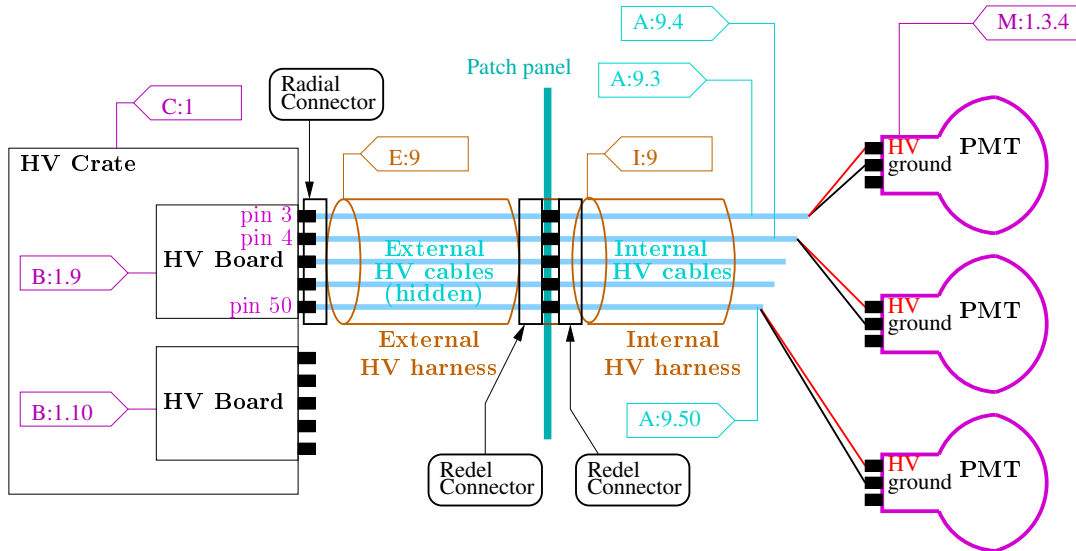 A:9.4
M:1.3.4
Patch panel
Radial
Connector
A:9.3
C:1
HV Crate
E:9
I:9
HV
ground
PMT
pin 3
pin 4
HV Board
B:1.9
pin 50
External
HV cables
(hidden)
Internal
HV cables
External
HV harness
Internal
HV harness
HV
ground
PMT
HV Board
B:1.10
A:9.50
Redel
Connector
Redel
Connector
HV
ground
PMT